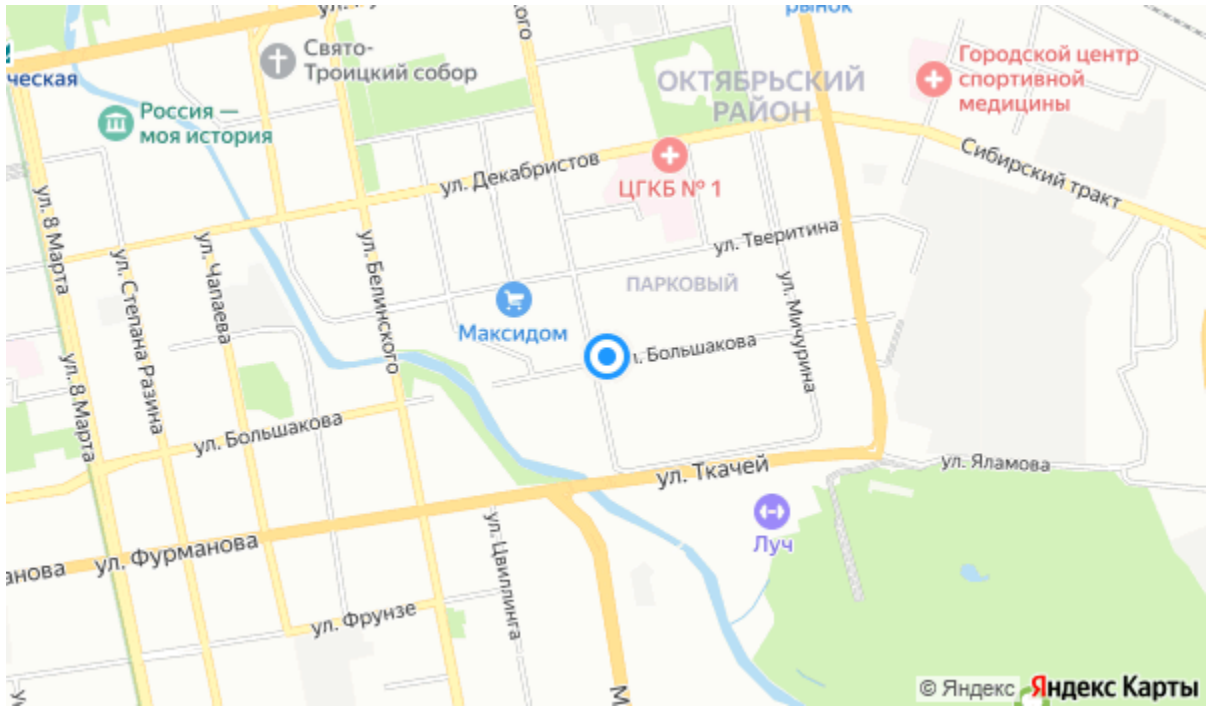 рынок
ского
Свято-
Троицкий собор
ческая
Городской центр
спортивной
медицины
ОКТЯБРЬСКИЙ
РАЙОН
Россия —
моя история
Сибирский тракт
ул. Декабристов
ЦГКБ № 1
ул. 8 Марта
ул. Степана Разина
ул. Чапаева
ул. Белинского
ул. Тверитина
ПАРКОВЫЙ
ул. Мичурина
Максидом
л. Большакова
ул. 8 Марта
ул. Большакова
ул. Ткачей
ул. Яламова
Луч
ул. Цвиллинга
анова
ул. Фурманова
ул. Фрунзе
М
© Яндекс
Яндекс Карты